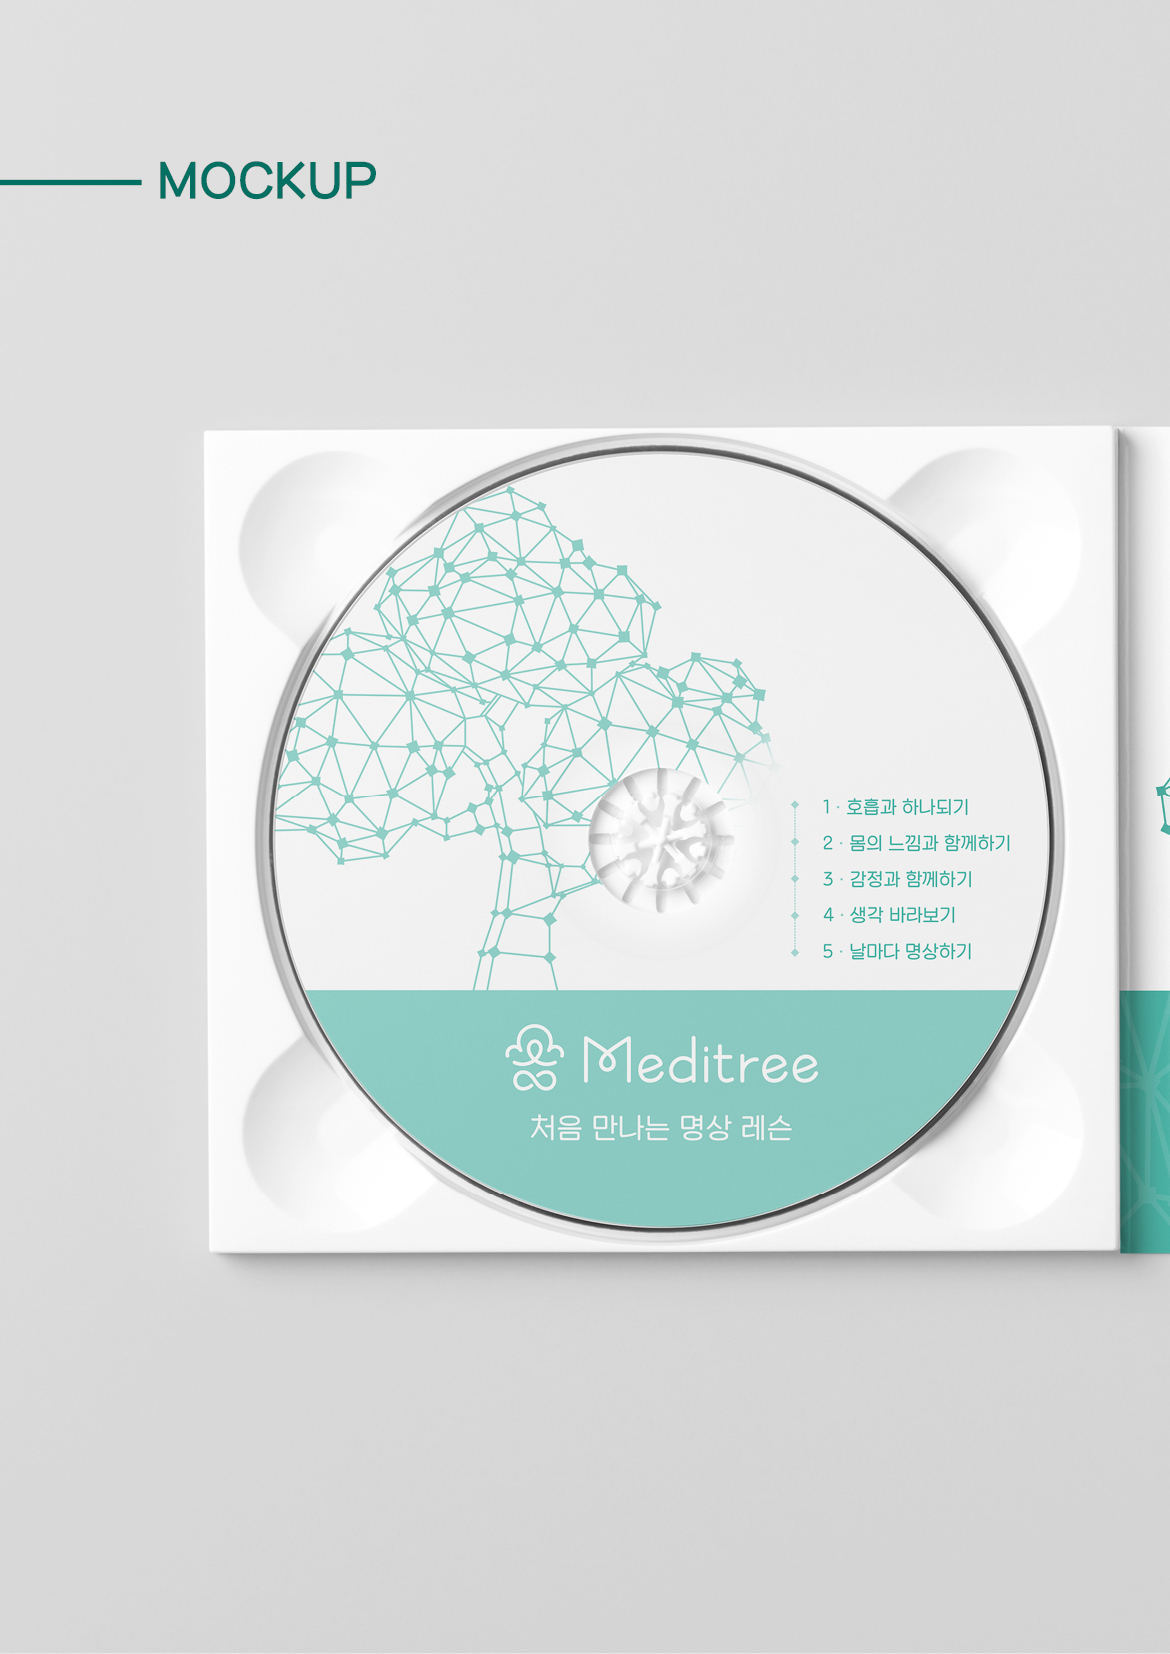 MOCKUP
1 · 호흡과 하나되기
2 · 몸의 느낌과 함께하기
3 · 감정과 함께하기
4 · 생각 바라보기
5 · 날마다 명상하기
Meditree
처음 만나는 명상 레슨